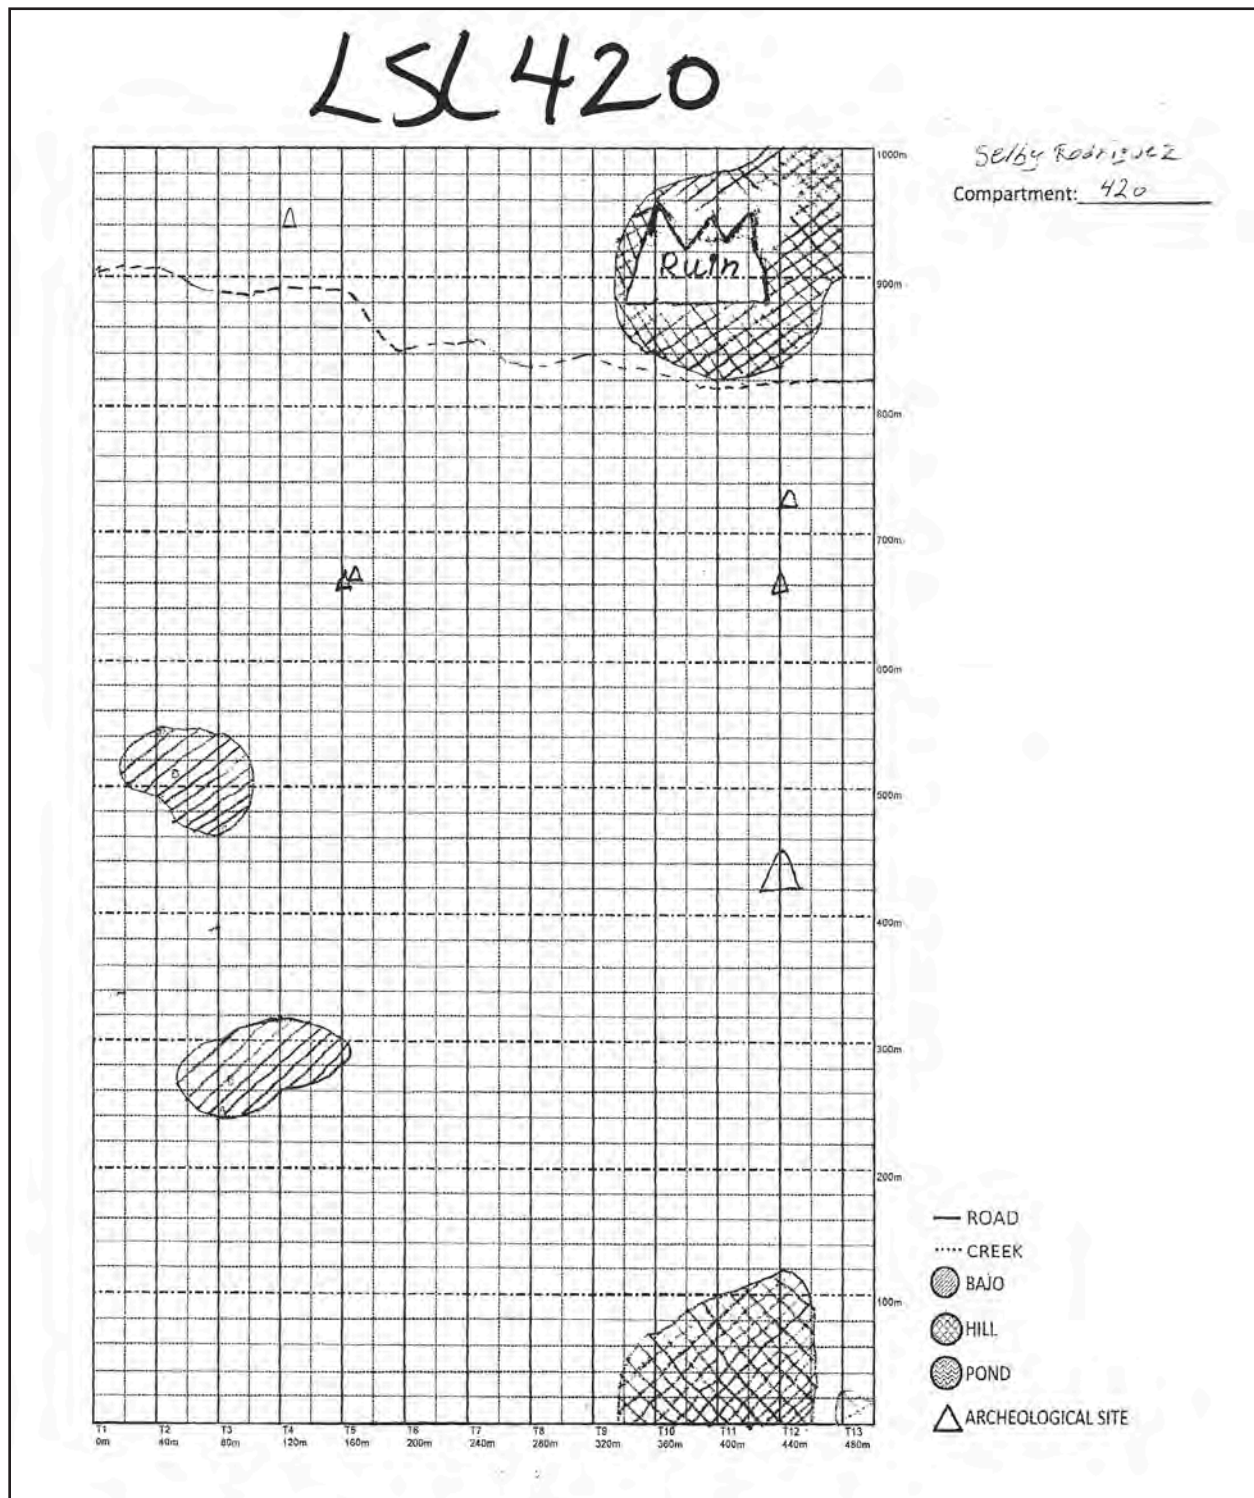 LSL420
Selby Rodriguez
Compartment: 420
1000m
Ruin
900m
800m
700m
600m
B
500m
400m
300m
B
200m
100m
ROAD
CREEK
BAJO
HILL
POND
ARCHEOLOGICAL SITE
T1 T2 T3 T4 T5 T6 T7 T8 T9 T10 T11 T12 T13
0m 40m 80m 120m 160m 200m 240m 280m 320m 360m 400m 440m 480m